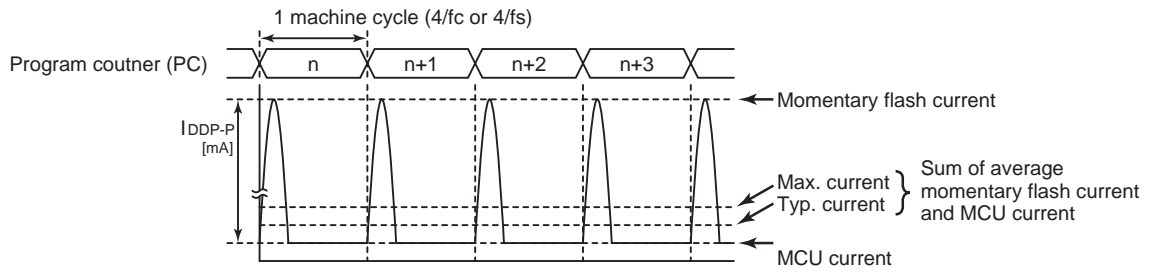 1 machine cycle (4/fc or 4/fs)
Program coutner (PC)
n
n+1
n+2
n+3
Momentary flash current
IDDP-P
[mA]
Max. current
Typ. current
Sum of average
momentary flash current
and MCU current
MCU current